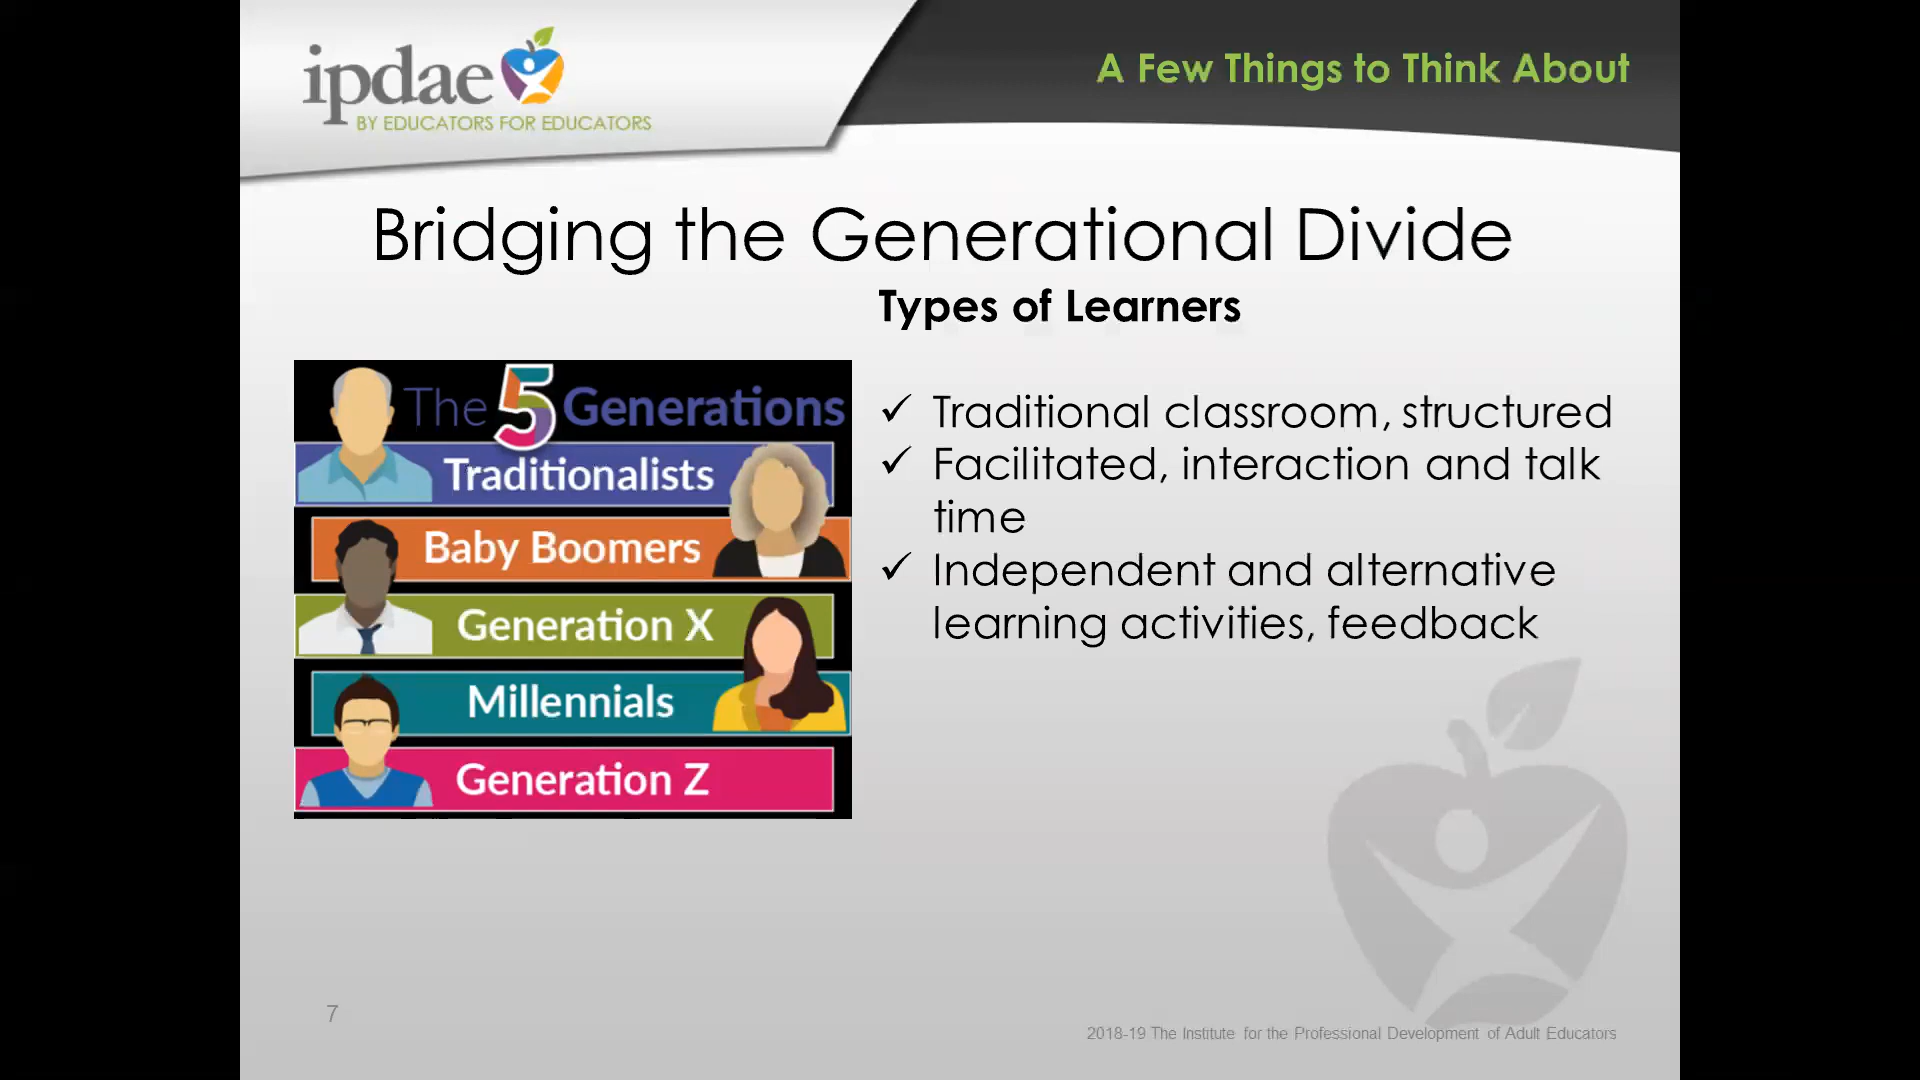 ipdae
BY EDUCATORS FOR EDUCATORS
A Few Things to Think About
Bridging the Generational Divide
Types of Learners
The 5 Generations
Traditionalists
Baby Boomers
Generation X
Millennials
Generation Z
✓ Traditional classroom, structured
✓ Facilitated, interaction and talk
time
✓ Independent and alternative
learning activities, feedback
7
2018-19 The Institute for the Professional Development of Adult Educators